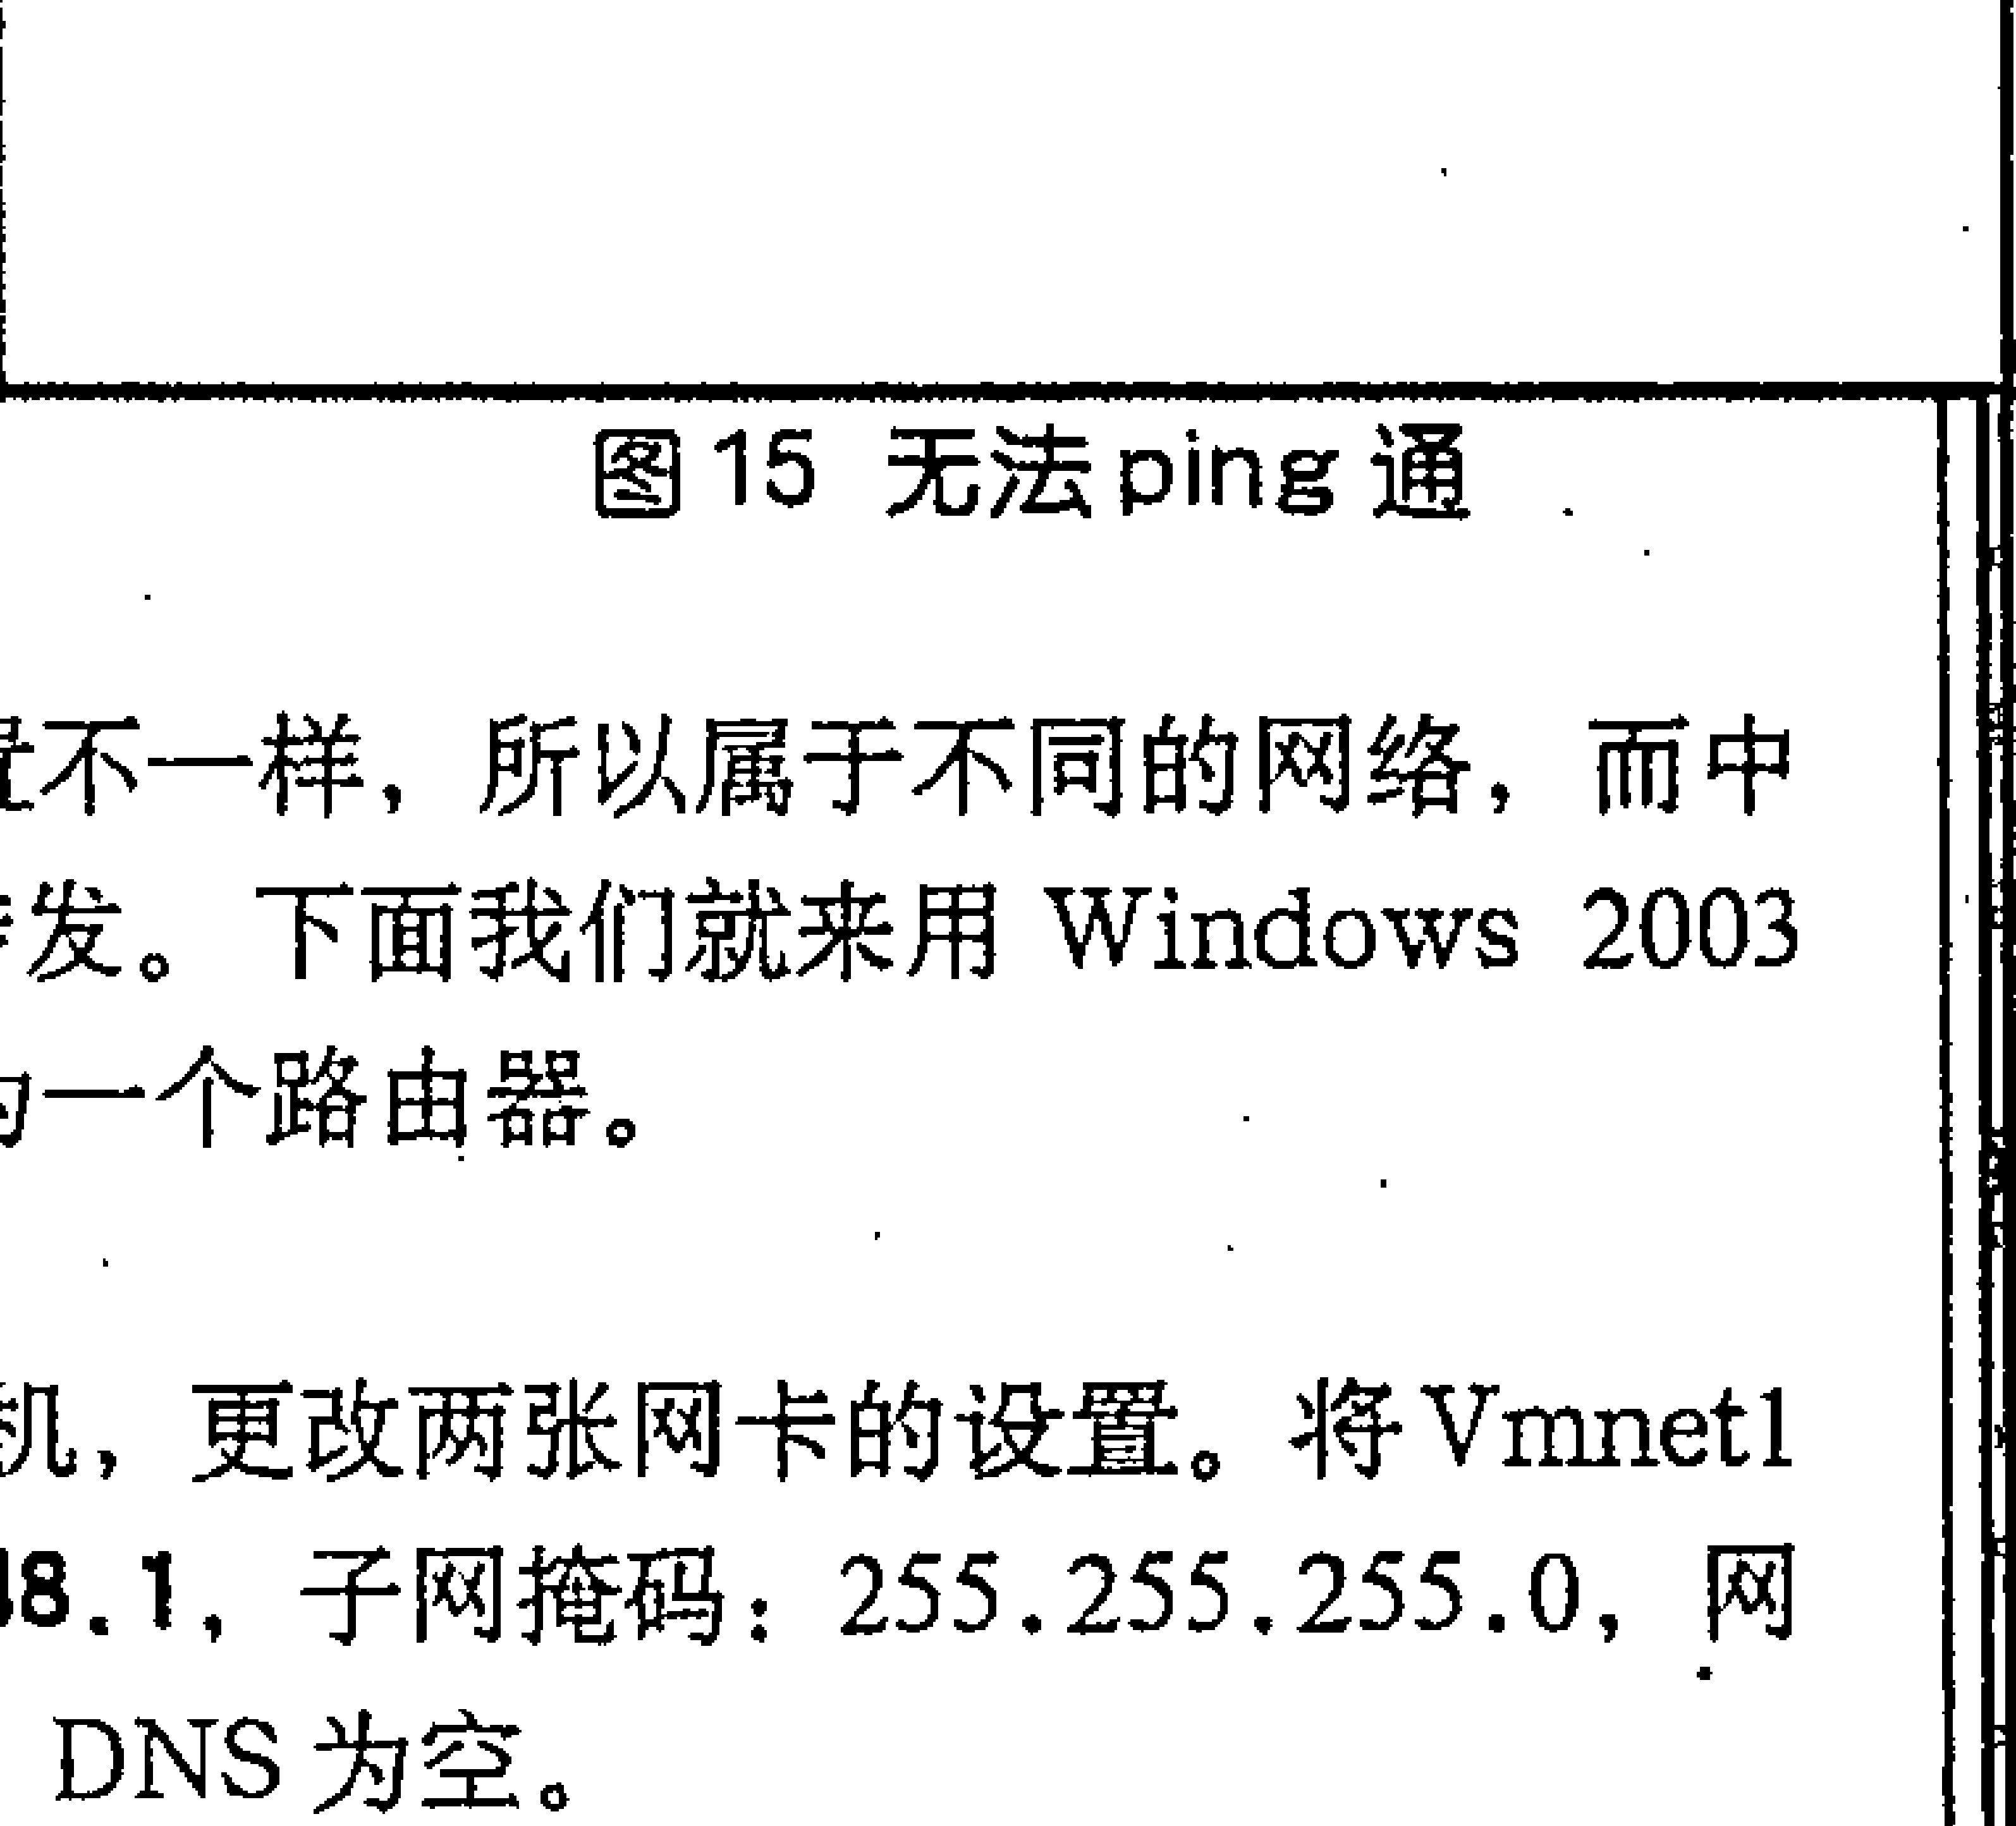 图15 无法ping通
不一样，所以属于不同的网络，而中
发。下面我们就来用 Windows 2003
一个路由器。
机，更改两张网卡的设置。将Vmnet1
8.1，子网掩码：255.255.255.0，网
DNS为空。